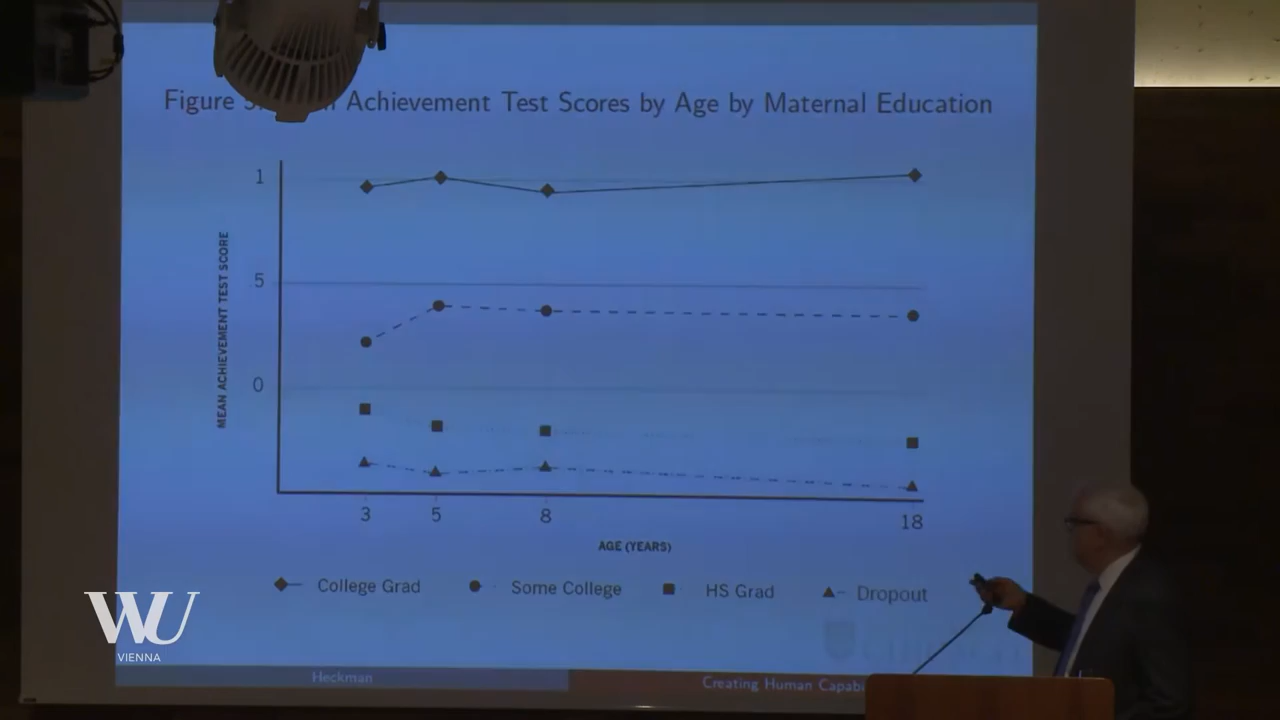 Figure Achievement Test Scores by Age by Maternal Education
1
5
0
MEAN ACHIEVEMENT TEST SCORE
3 5 8 18
AGE (YEARS)
College Grad Some College HS Grad Dropout
WU
VIENNA
Heckman Creating Human Capabi